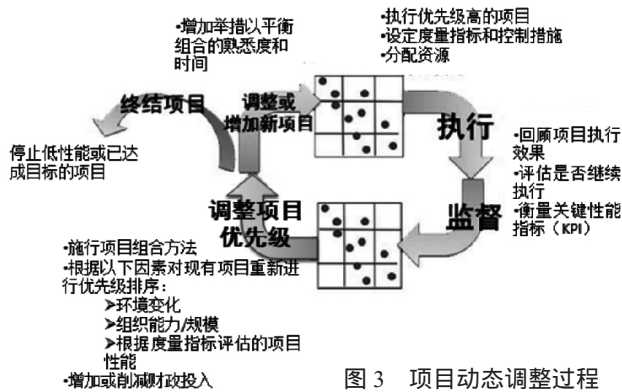 •增加举措以平衡
组合的熟悉度和
时间
•执行优先级高的项目
•设定度量指标和控制措施
•分配资源
终结项目
调整或
增加新项目
执行
停止低性能或已达
成目标的项目
•回顾项目执行
效果
•评估是否继续
执行
•衡量关键性能
指标（KPI）
监督
调整项目
优先级
•施行项目组合方法
•根据以下因素对现有项目重新进
行优先级排序：
➢环境变化
➢组织能力/规模
➢根据度量指标评估的项目
性能
•增加或削减财政投入
图 3 项目动态调整过程